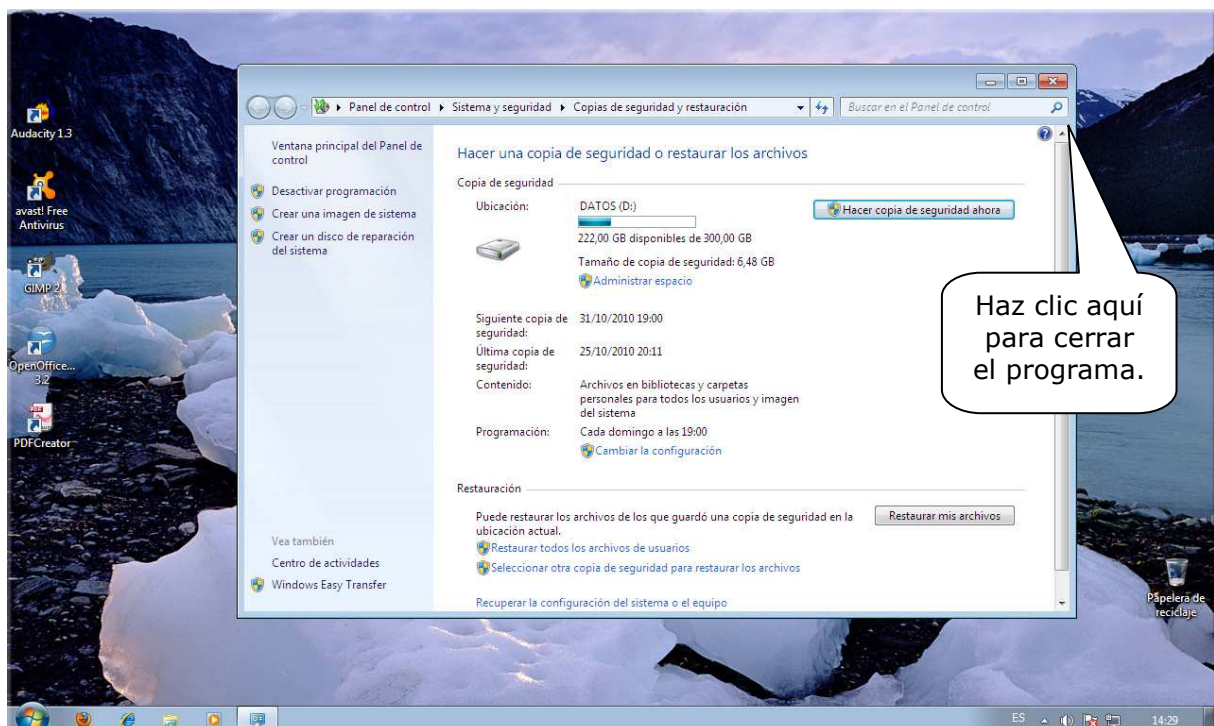 Audacity 1.3
avast! Free
Antivirus
GIMP 2
OpenOffice...
3.2
PDFCreator
Panel de control
Sistema y seguridad
Copias de seguridad y restauración
Buscar en el Panel de control
Ventana principal del Panel de
control
Desactivar programación
Crear una imagen de sistema
Crear un disco de reparación
del sistema
Vea también
Centro de actividades
Windows Easy Transfer
Hacer una copia de seguridad o restaurar los archivos
Copia de seguridad
Ubicación:
DATOS (D:)
Hacer copia de seguridad ahora
222,00 GB disponibles de 300,00 GB
Tamaño de copia de seguridad: 6,48 GB
Administrar espacio
Siguiente copia de
seguridad:
31/10/2010 19:00
Última copia de
seguridad:
25/10/2010 20:11
Contenido:
Archivos en bibliotecas y carpetas
personales para todos los usuarios y imagen
del sistema
Programación:
Cada domingo a las 19:00
Cambiar la configuración
Restauración
Puede restaurar los archivos de los que guardó una copia de seguridad en la
ubicación actual.
Restaurar mis archivos
Restaurar todos los archivos de usuarios
Seleccionar otra copia de seguridad para restaurar los archivos
Recuperar la configuración del sistema o el equipo
Haz clic aquí
para cerrar
el programa.
Papelera de
reciclaje
ES
14:29